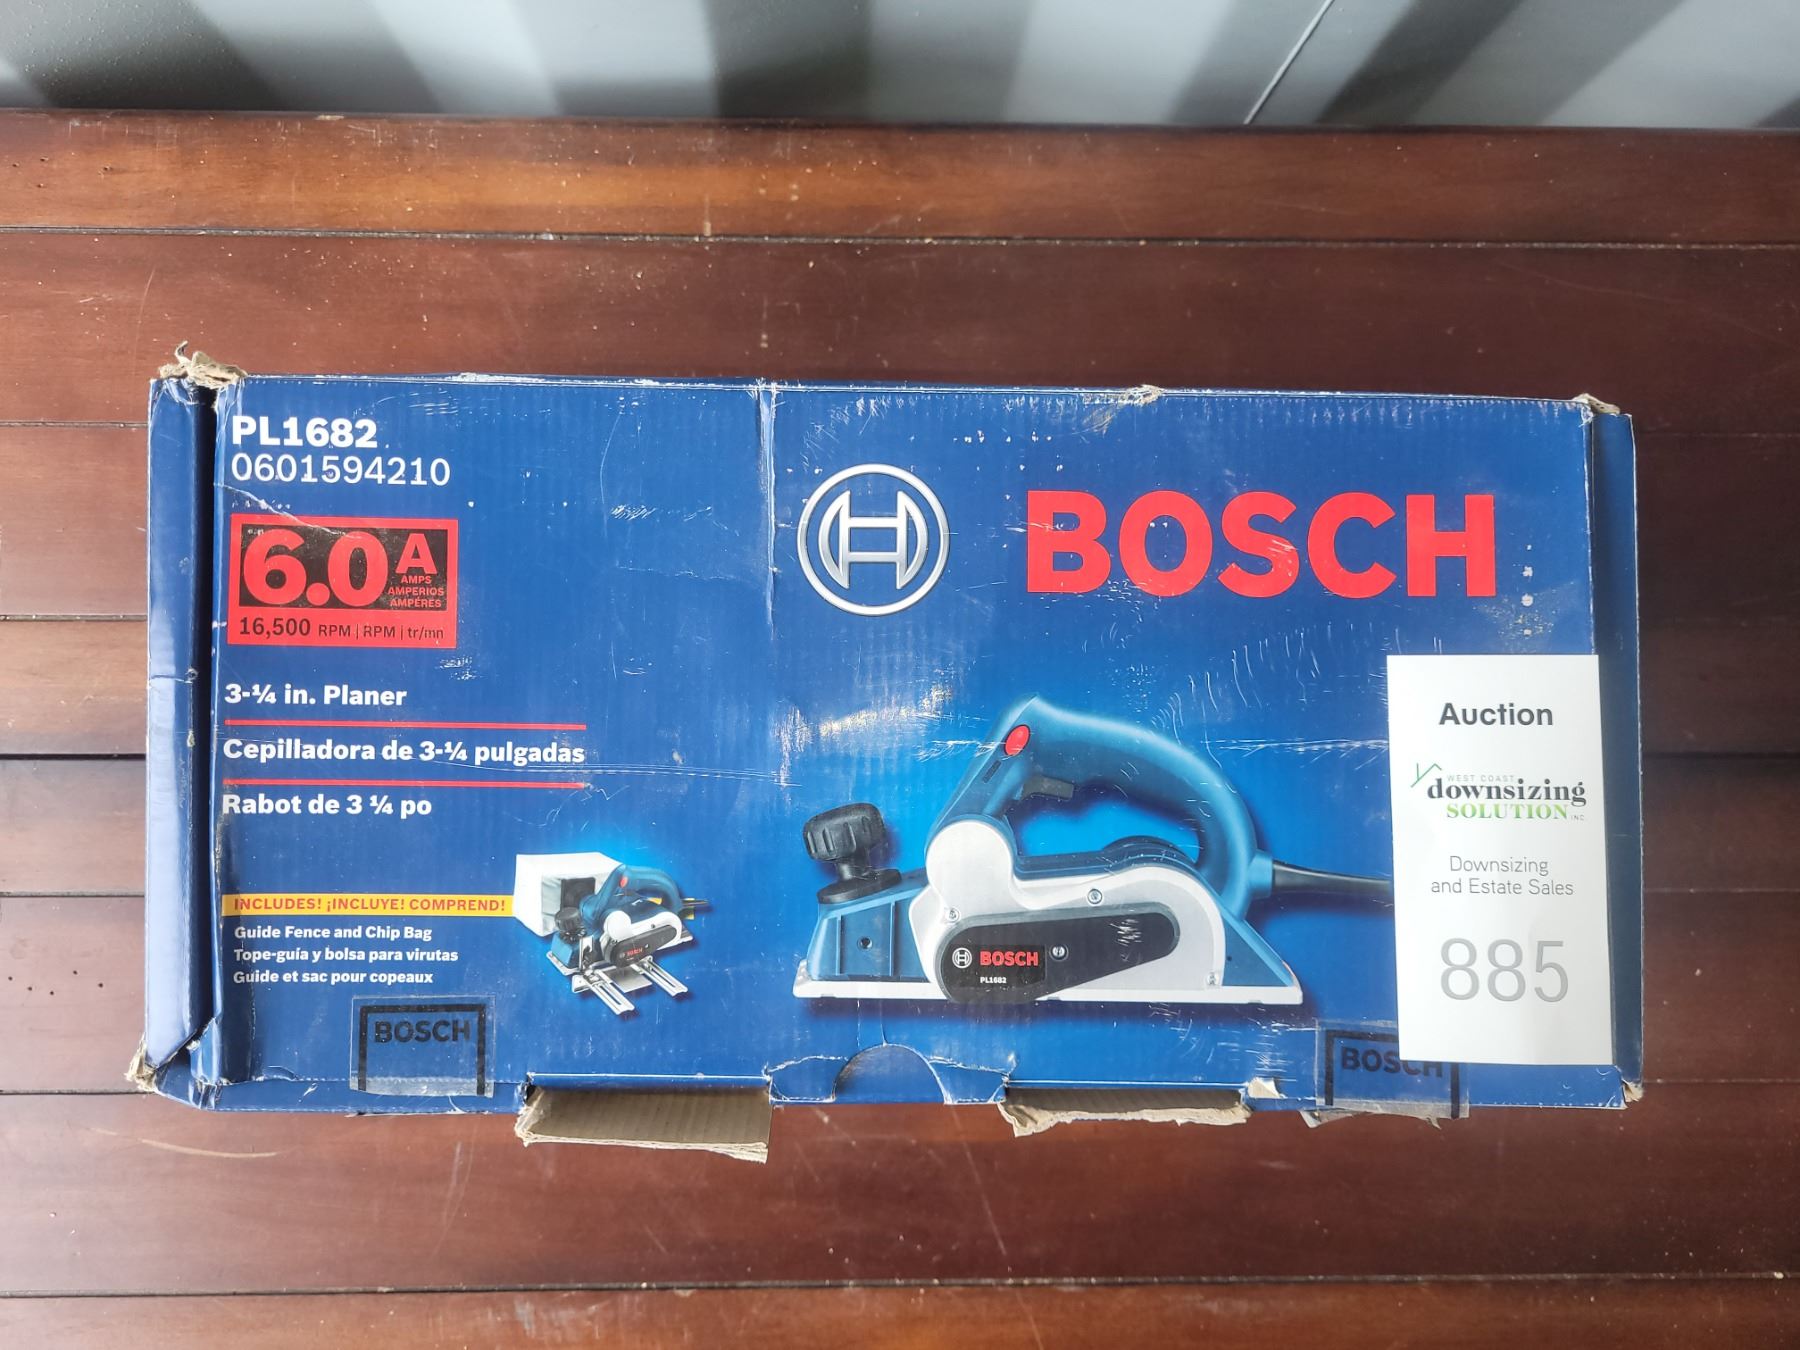 PL1682
0601594210
6.0 A
AMPS
AMPERIOS
AMPÈRES
16,500 RPM | RPM | tr/mn
3-¼ in. Planer
Cepilladora de 3-¼ pulgadas
Rabot de 3 ¼ po
INCLUDES! ¡INCLUYE! COMPREND!
Guide Fence and Chip Bag
Tope-guía y bolsa para virutas
Guide et sac pour copeaux
BOSCH
BOSCH
BOSCH
BOSCH
PL1682
BOSCH
Auction
WEST COAST
downsizing
SOLUTION INC.
Downsizing
and Estate Sales
885